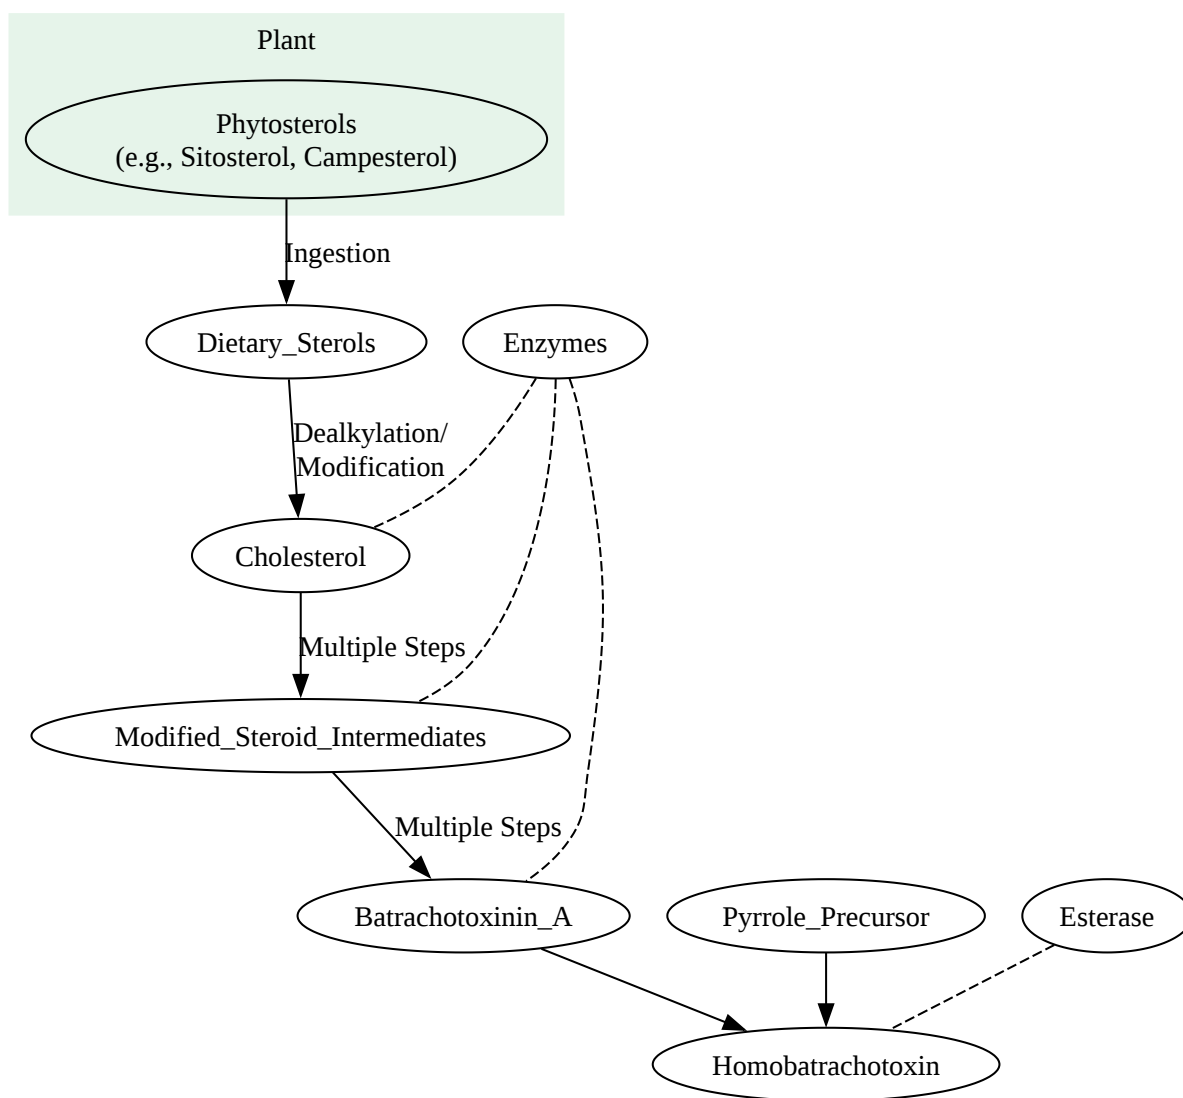 Plant
Phytosterols
(e.g., Sitosterol, Campesterol)
Ingestion
Dietary_Sterols
Enzymes
Dealkylation/
Modification
Cholesterol
Multiple Steps
Modified_Steroid_Intermediates
Multiple Steps
Batrachotoxinin_A
Pyrrole_Precursor
Esterase
Homobatrachotoxin